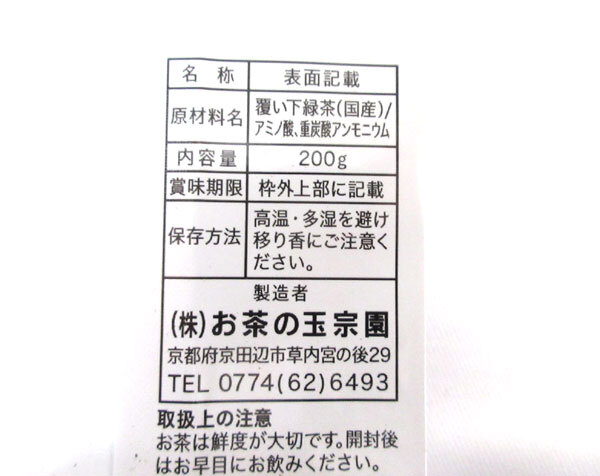 名 称 表面記載
原材料名 覆い下緑茶(国産)/
アミノ酸、重炭酸アンモニウム
内容量 200g
賞味期限 枠外上部に記載
保存方法 高温・多湿を避け
移り香にご注意く
ださい。
製造者
(株)お茶の玉宗園
京都府京田辺市草内宮の後29
TEL 0774(62)6493
取扱上の注意
お茶は鮮度が大切です。開封後
はお早目にお飲みください。